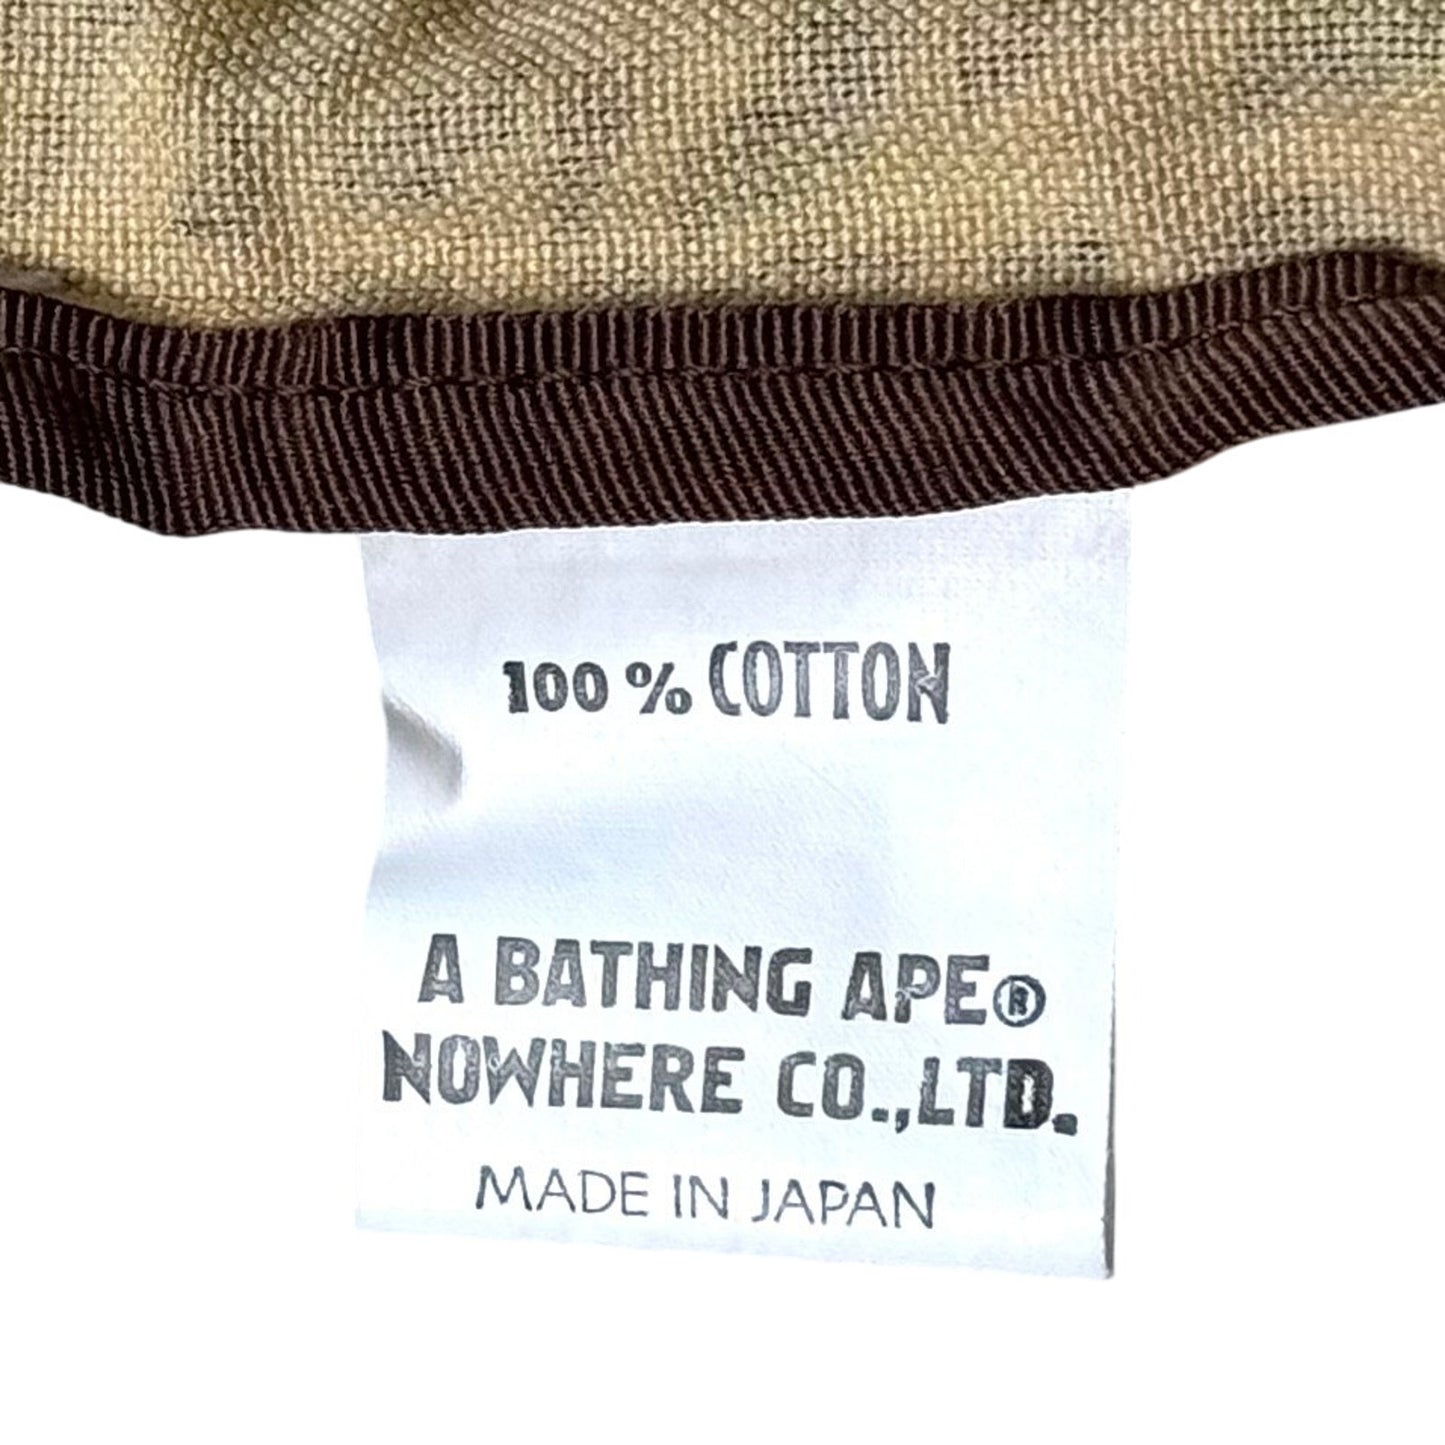 100 % COTTON
A BATHING APE®
NOWHERE CO.,LTD.
MADE IN JAPAN